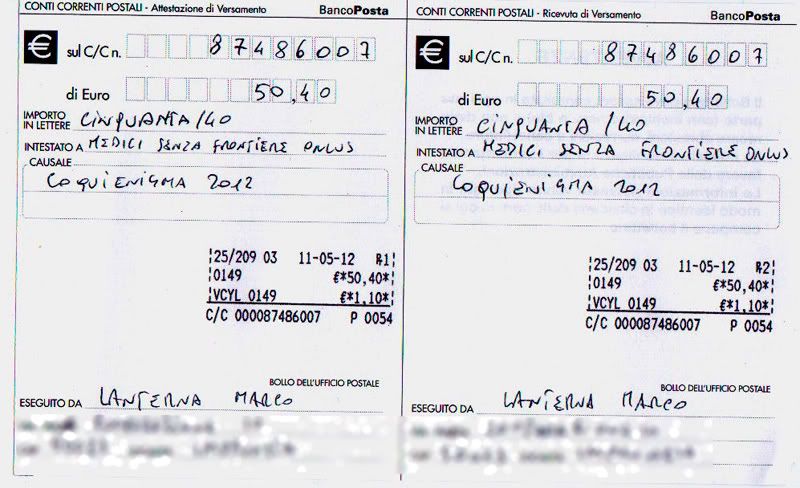 CONTI CORRENTI POSTALI - Attestazione di Versamento BancoPosta
€ sul C/C n. 87486007
di Euro 50,40
IMPORTO IN LETTERE CINQUANTA/40
INTESTATO A MEDICI SENZA FRONTIERE ONLUS
CAUSALE
COQUIENIGMA 2012
25/209 03 11-05-12 R1
0149 €*50,40*
VCYL 0149 €*1,10*
C/C 000087486007 P 0054
BOLLO DELL'UFFICIO POSTALE
ESEGUITO DA LANTERNA MARCO
CONTI CORRENTI POSTALI - Ricevuta di Versamento BancoPosta
€ sul C/C n. 87486007
di Euro 50,40
IMPORTO IN LETTERE CINQUANTA/40
INTESTATO A MEDICI SENZA FRONTIERE ONLUS
CAUSALE
COQUIENIGMA 2012
25/209 03 11-05-12 R2
0149 €*50,40*
VCYL 0149 €*1,10*
C/C 000087486007 P 0054
BOLLO DELL'UFFICIO POSTALE
ESEGUITO DA LANTERNA MARCO